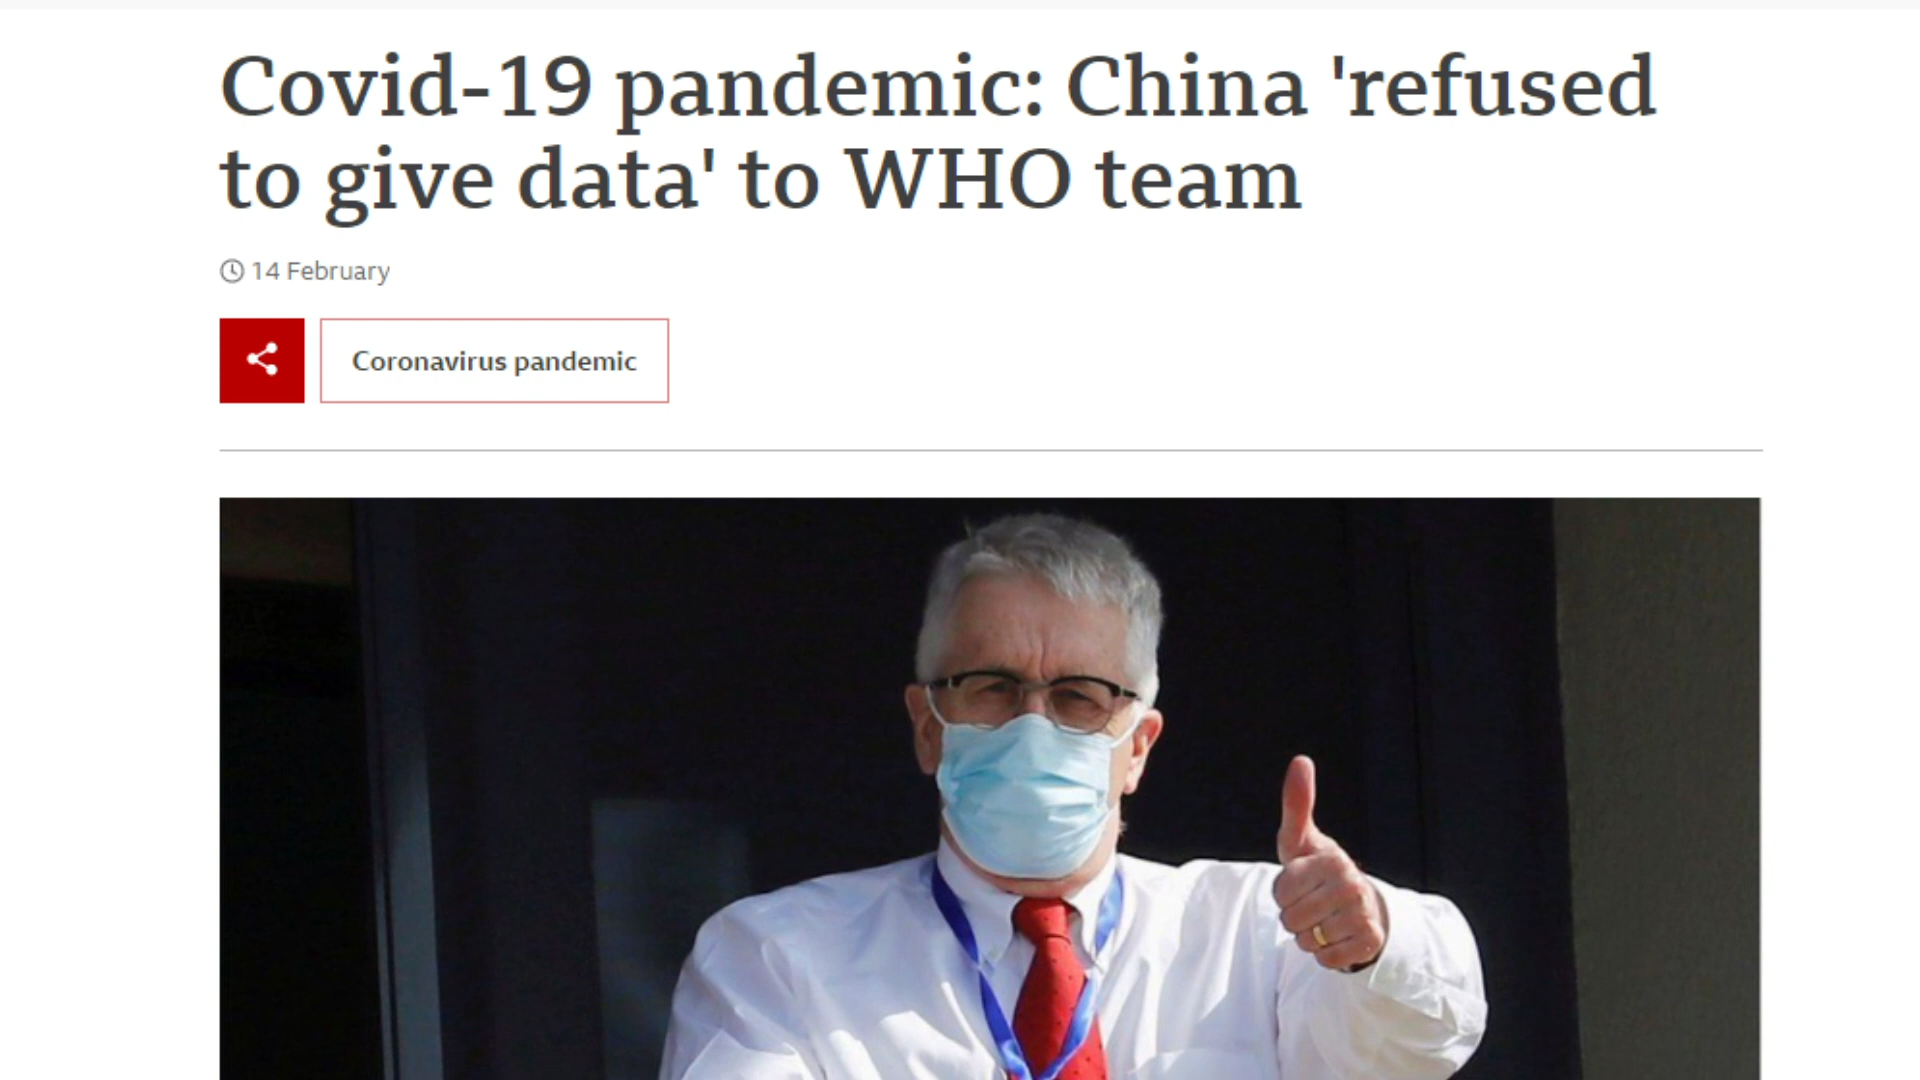 Covid-19 pandemic: China 'refused
to give data' to WHO team
14 February
Coronavirus pandemic